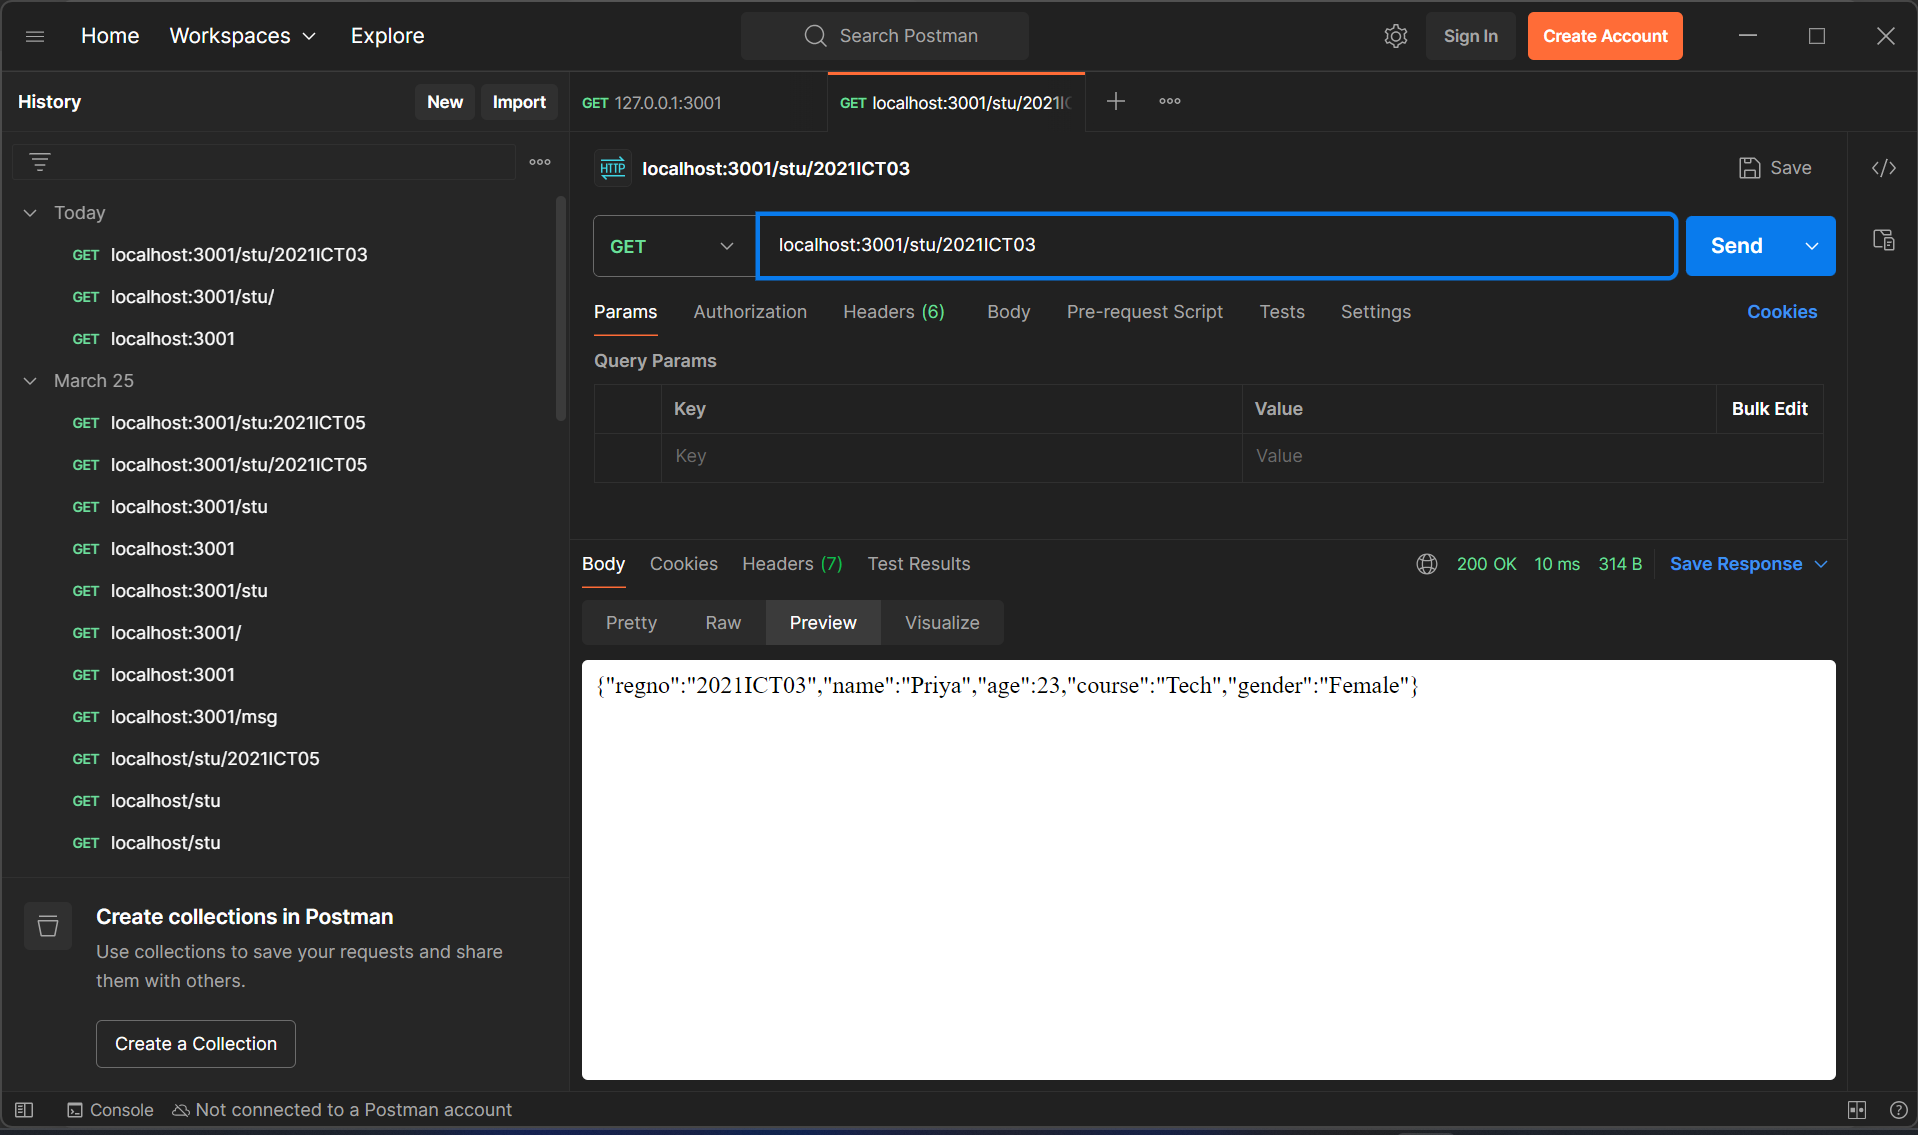 Home Workspaces Explore Search Postman Sign In Create Account
History New Import
Today
GET localhost:3001/stu/2021ICT03
GET localhost:3001/stu/
GET localhost:3001
March 25
GET localhost:3001/stu:2021ICT05
GET localhost:3001/stu/2021ICT05
GET localhost:3001/stu
GET localhost:3001
GET localhost:3001/stu
GET localhost:3001/
GET localhost:3001
GET localhost:3001/msg
GET localhost/stu/2021ICT05
GET localhost/stu
GET localhost/stu
Create collections in Postman
Use collections to save your requests and share
them with others.
Create a Collection
GET 127.0.0.1:3001 GET localhost:3001/stu/2021IC
HTTP localhost:3001/stu/2021ICT03 Save
GET localhost:3001/stu/2021ICT03 Send
Params Authorization Headers (6) Body Pre-request Script Tests Settings Cookies
Query Params
Key Value Bulk Edit
Key Value
Body Cookies Headers (7) Test Results 200 OK 10 ms 314 B Save Response
Pretty Raw Preview Visualize
{"regno":"2021ICT03","name":"Priya","age":23,"course":"Tech","gender":"Female"}
Console Not connected to a Postman account